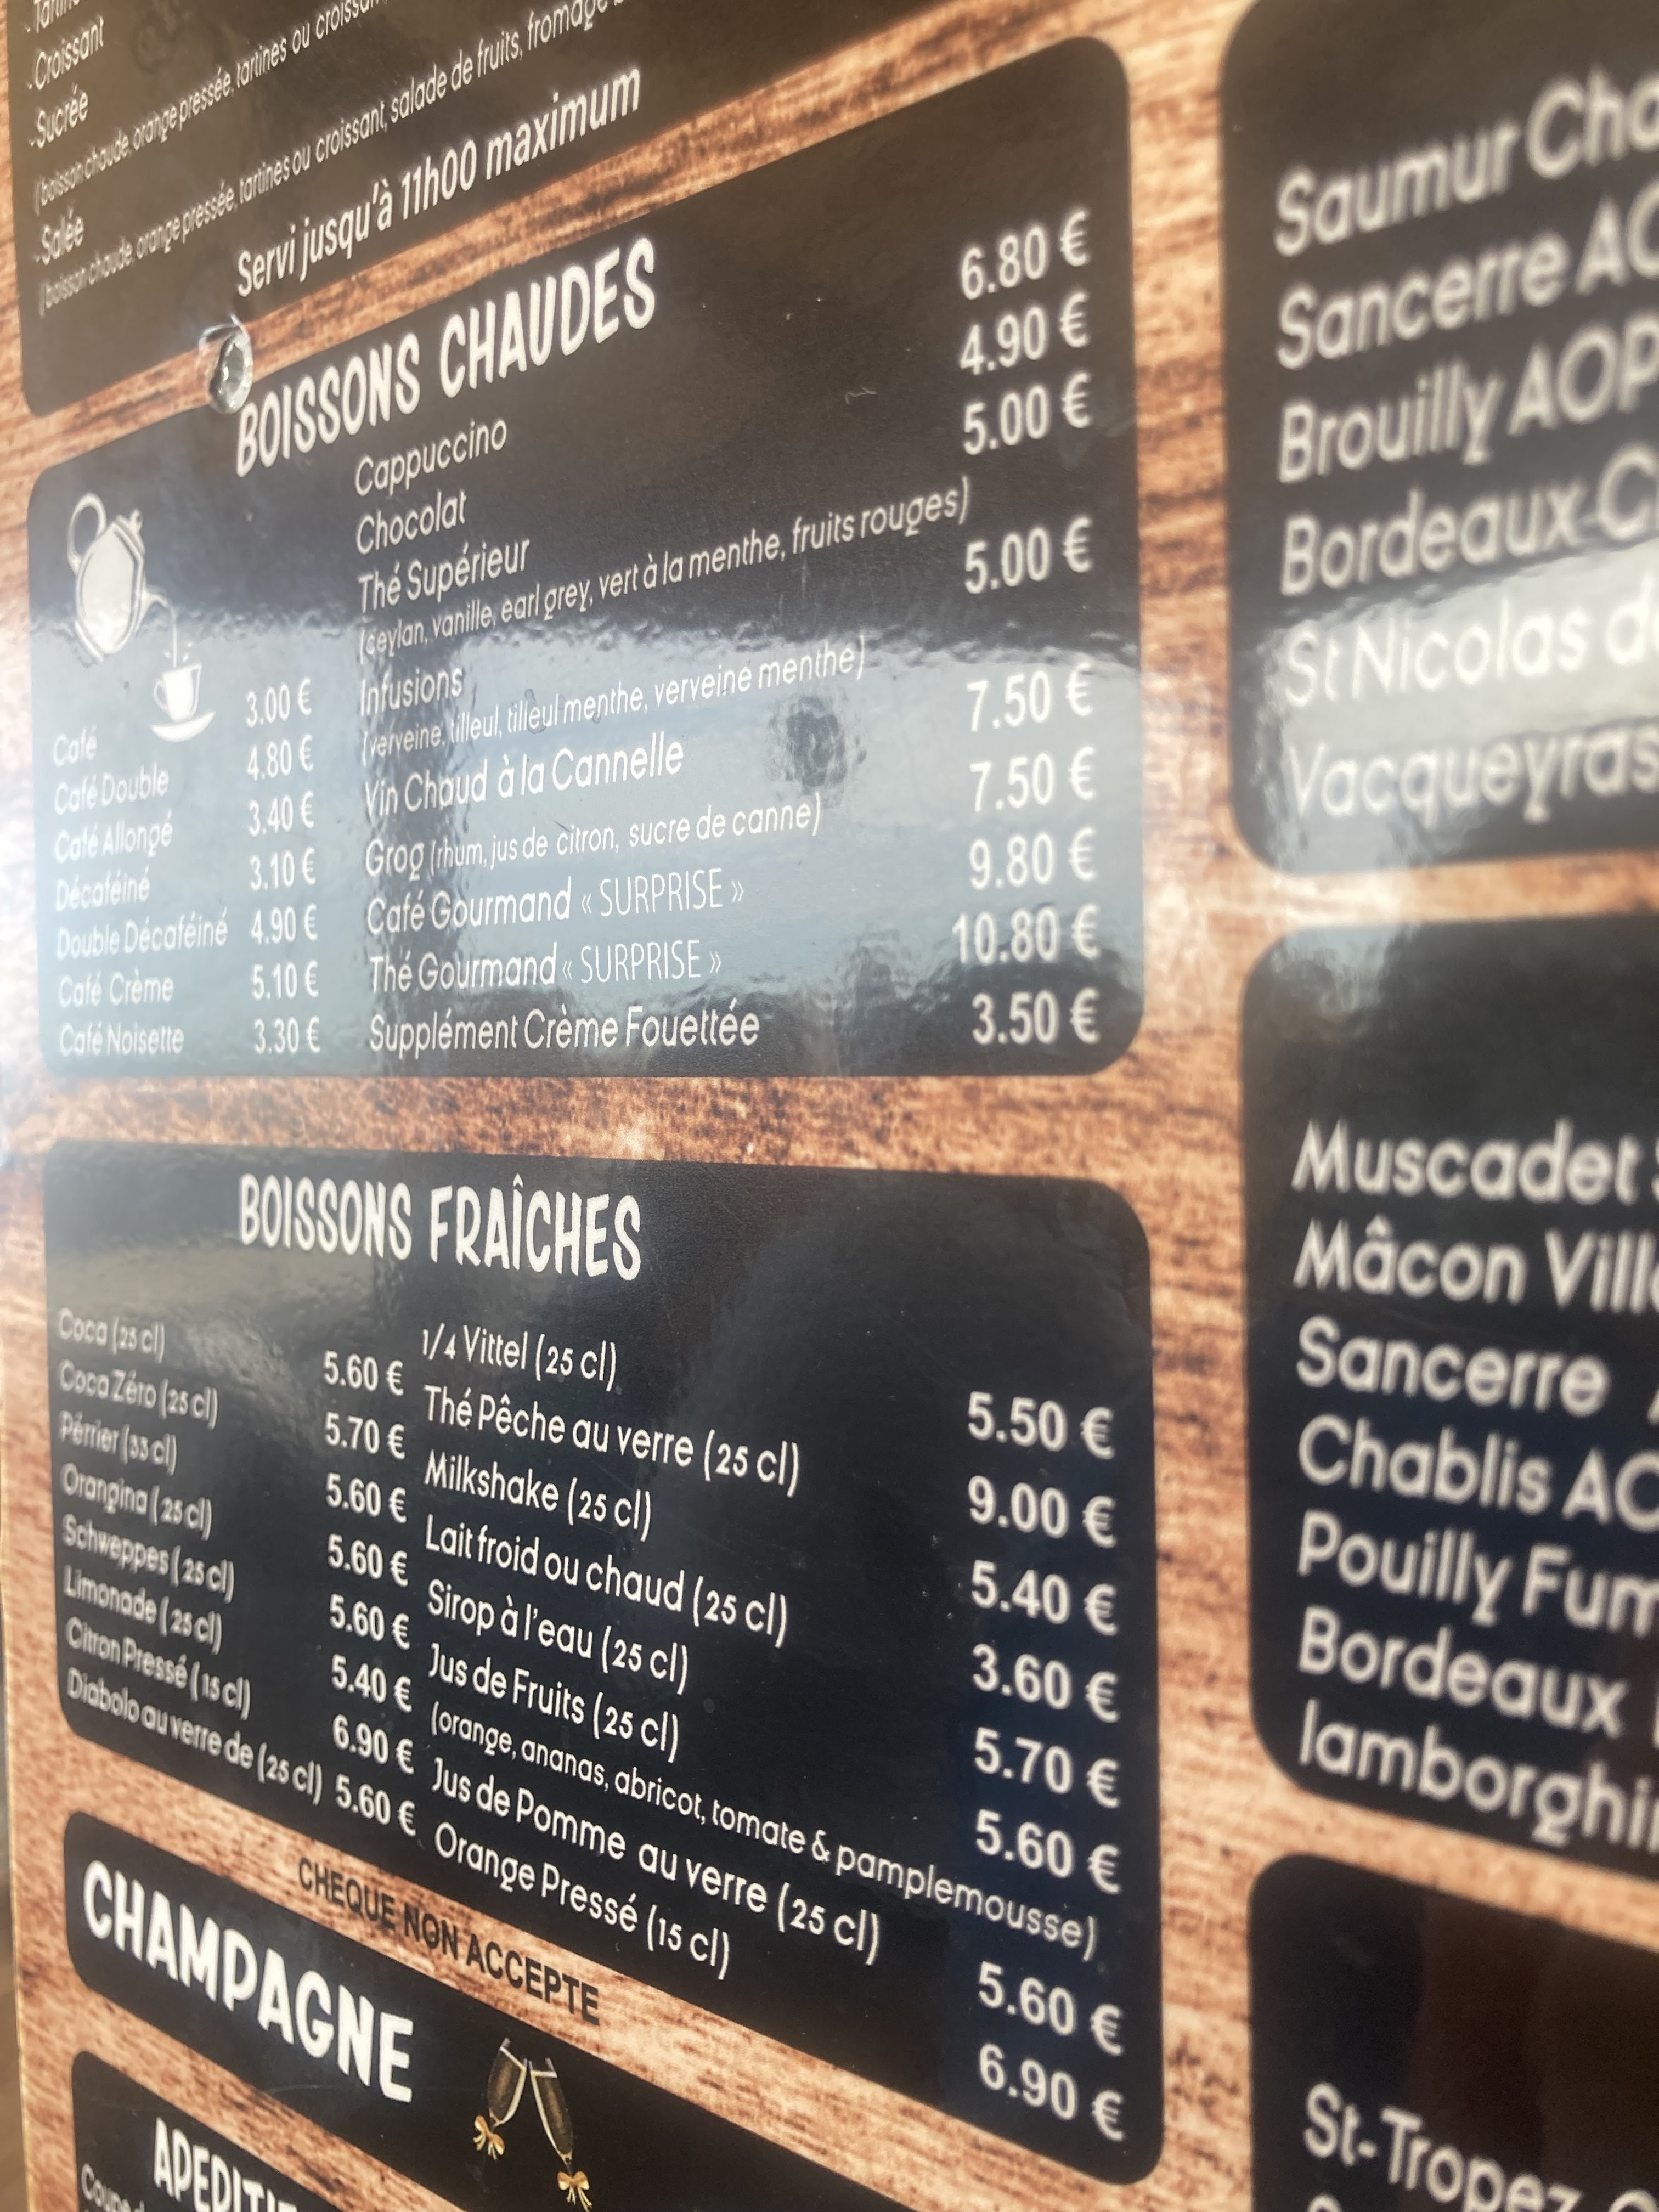 Croissant
-Sucrée
(boisson chaude, orange pressée, tartines ou
-Salée
(boisson chaude, orange pressée, tartines ou croissant, salade de fruits, fromage
Servi jusqu'à 11h00 maximum
BOISSONS CHAUDES
Café 3.00 €
Café Double 4.80 €
Café Allongé 3.40 €
Décaféiné 3.10 €
Double Décaféiné 4.90 €
Café Crème 5.10 €
Café Noisette 3.30 €
Cappuccino 6.80 €
Chocolat 4.90 €
Thé Supérieur 5.00 €
(ceylan, vanille, earl grey, vert à la menthe, fruits rouges)
Infusions 5.00 €
(verveine, tilleul, tilleul menthe, verveine menthe)
Vin Chaud à la Cannelle 7.50 €
Grog (rhum, jus de citron, sucre de canne) 7.50 €
Café Gourmand « SURPRISE » 9.80 €
Thé Gourmand « SURPRISE » 10.80 €
Supplément Crème Fouettée 3.50 €
BOISSONS FRAÎCHES
Coca (25 cl) 5.60 €
Coca Zéro (25 cl) 5.70 €
Périer (33 cl) 5.60 €
Orangina (25 cl) 5.60 €
Schweppes (25 cl) 5.60 €
Limonade (25 cl) 5.40 €
Citron Pressé (15 cl) 6.90 €
Diabolo au verre de (25 cl) 5.60 €
1/4 Vittel (25 cl) 5.50 €
Thé Pêche au verre (25 cl) 9.00 €
Milkshake (25 cl) 5.40 €
Lait froid ou chaud (25 cl) 3.60 €
Sirop à l'eau (25 cl) 5.70 €
Jus de Fruits (25 cl) 5.60 €
(orange, ananas, abricot, tomate & pamplemousse)
Jus de Pomme au verre (25 cl) 5.60 €
Orange Pressé (15 cl) 6.90 €
CHEQUE NON ACCEPTE
CHAMPAGNE
Saumur
Sancerre
Brouilly AOP
Bordeaux
St Nicolas
Vacqueyras
Muscadet
Mâcon
Sancerre
Chablis
Pouilly
Bordeaux
St-Tropez